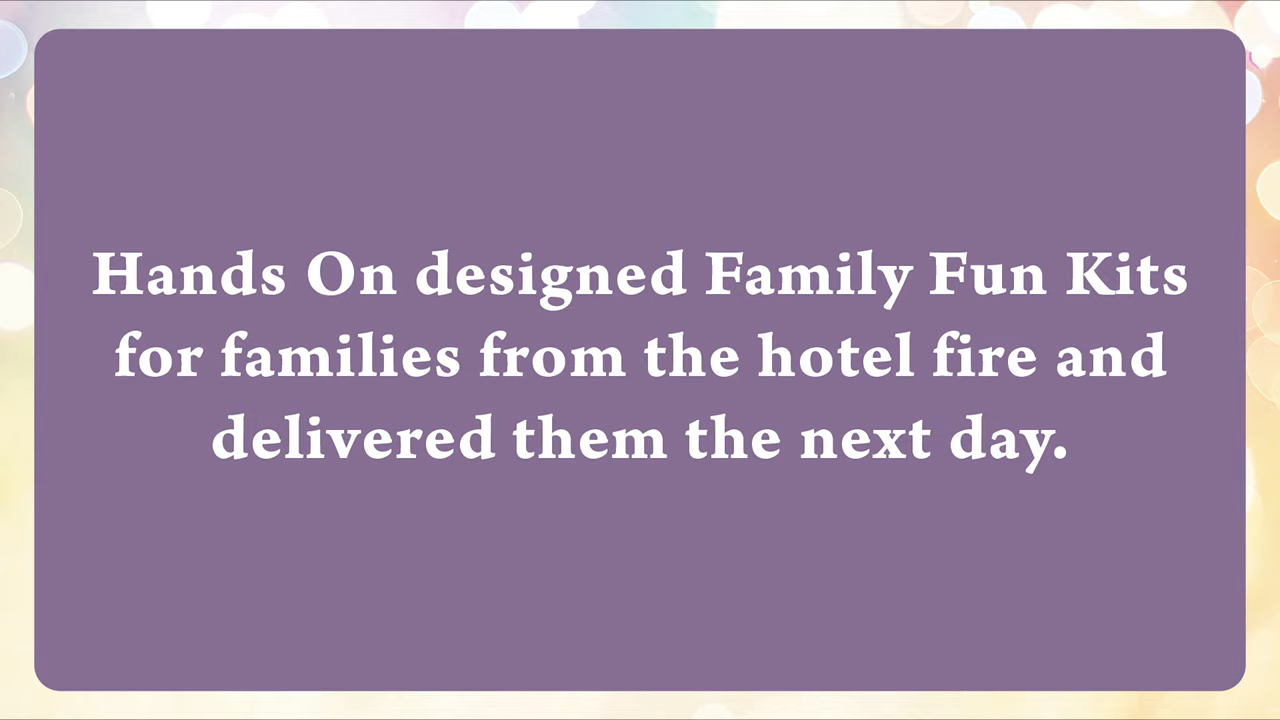 Hands On designed Family Fun Kits
for families from the hotel fire and
delivered them the next day.